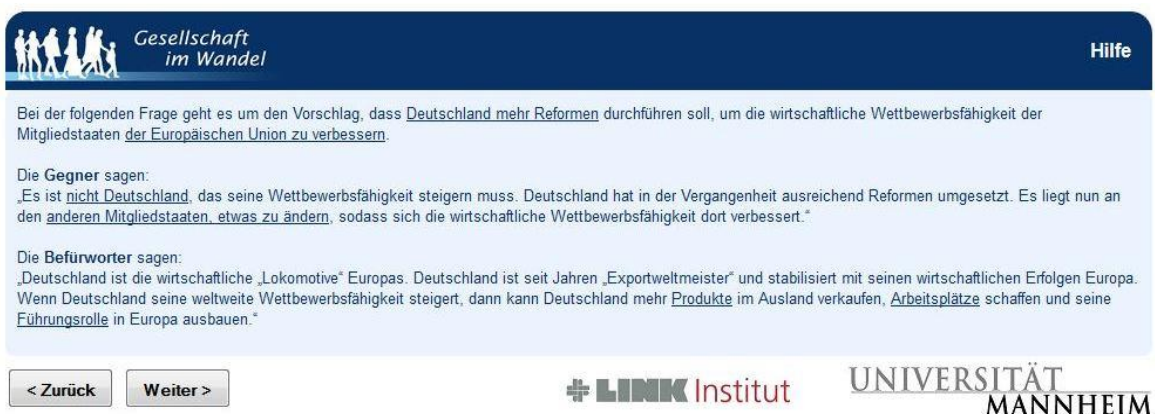 Gesellschaft
im Wandel
Hilfe
Bei der folgenden Frage geht es um den Vorschlag, dass Deutschland mehr Reformen durchführen soll, um die wirtschaftliche Wettbewerbsfähigkeit der
Mitgliedstaaten der Europäischen Union zu verbessern.
Die Gegner sagen:
„Es ist nicht Deutschland, das seine Wettbewerbsfähigkeit steigern muss. Deutschland hat in der Vergangenheit ausreichend Reformen umgesetzt. Es liegt nun an
den anderen Mitgliedstaaten, etwas zu ändern, sodass sich die wirtschaftliche Wettbewerbsfähigkeit dort verbessert.“
Die Befürworter sagen:
„Deutschland ist die wirtschaftliche „Lokomotive“ Europas. Deutschland ist seit Jahren „Exportweltmeister“ und stabilisiert mit seinen wirtschaftlichen Erfolgen Europa.
Wenn Deutschland seine weltweite Wettbewerbsfähigkeit steigert, dann kann Deutschland mehr Produkte im Ausland verkaufen, Arbeitsplätze schaffen und seine
Führungsrolle in Europa ausbauen.“
< Zurück
Weiter >
LINK Institut
UNIVERSITÄT
MANNHEIM